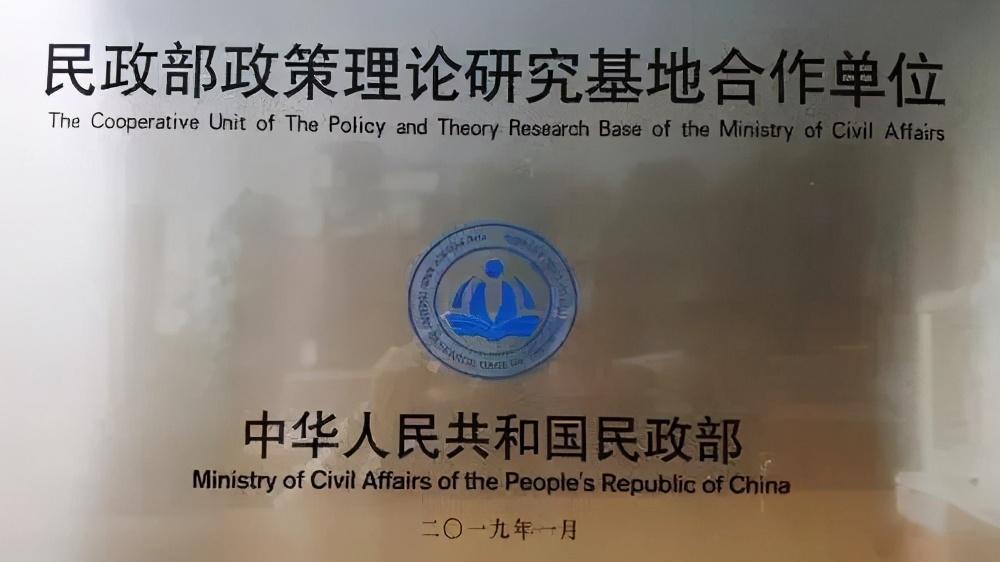 民政部政策理论研究基地合作单位
The Cooperative Unit of The Policy and Theory Research Base of the Ministry of Civil Affairs
中华人民共和国民政部
Ministry of Civil Affairs of the People's Republic of China
二〇一九年一月